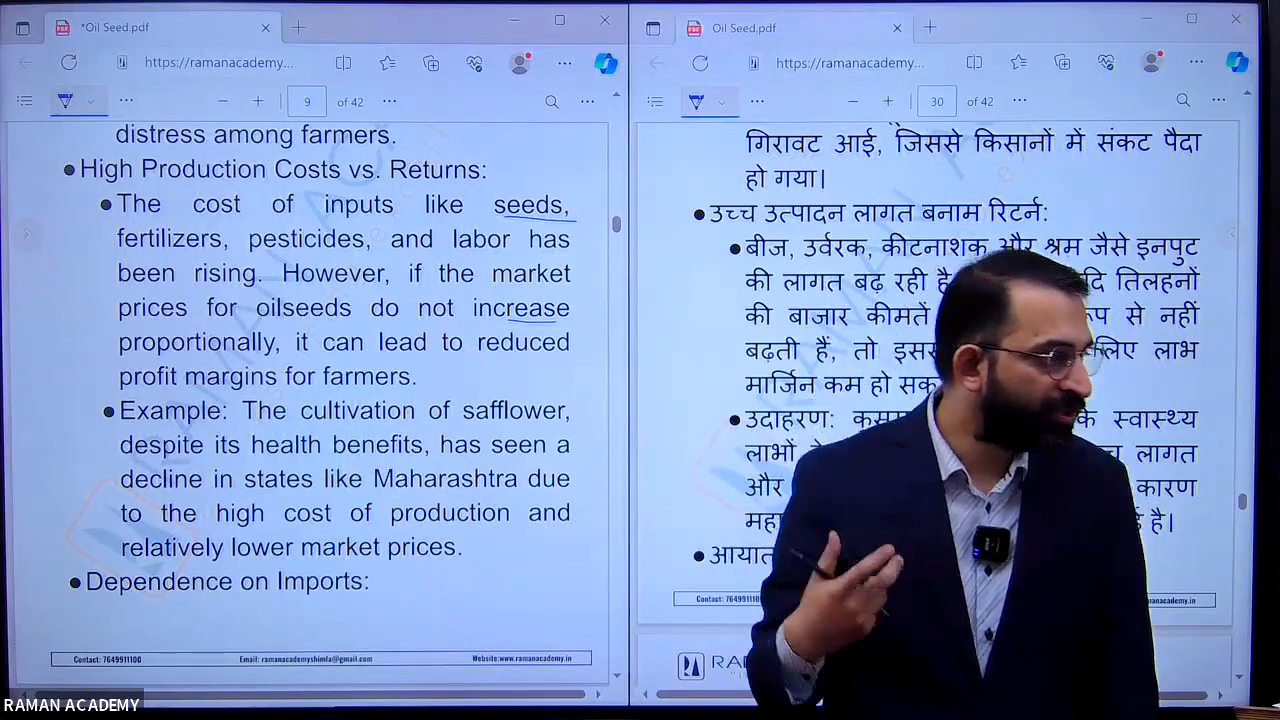 *Oil Seed.pdf
https://ramanacademy...
9 of 42
distress among farmers.
● High Production Costs vs. Returns:
● The cost of inputs like seeds,
fertilizers, pesticides, and labor has
been rising. However, if the market
prices for oilseeds do not increase
proportionally, it can lead to reduced
profit margins for farmers.
● Example: The cultivation of safflower,
despite its health benefits, has seen a
decline in states like Maharashtra due
to the high cost of production and
relatively lower market prices.
● Dependence on Imports:
Contact: 7649911100 Email: ramanacademyshimla@gmail.com Website:www.ramanacademy.in
RAMAN ACADEMY
Oil Seed.pdf
https://ramanacademy...
30 of 42
गिरावट आई, जिससे किसानों में संकट पैदा
हो गया।
● उच्च उत्पादन लागत बनाम रिटर्न:
● बीज, उर्वरक, कीटनाशक और श्रम जैसे इनपुट
की लागत बढ़ रही तिलहनों
की बाजार कीमतें से नहीं
बढ़ती हैं, तो लाभ
मार्जिन कम हो
● उदाहरण: के स्वास्थ्य
लाभों लागत
और कारण
है।
● आयात
Contact: